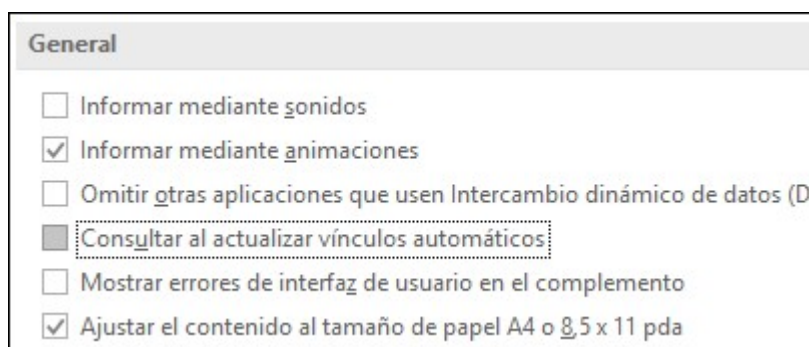 General
Informar mediante sonidos
Informar mediante animaciones
Omitir otras aplicaciones que usen Intercambio dinámico de datos (D
Consultar al actualizar vínculos automáticos
Mostrar errores de interfaz de usuario en el complemento
Ajustar el contenido al tamaño de papel A4 o 8,5 x 11 pda